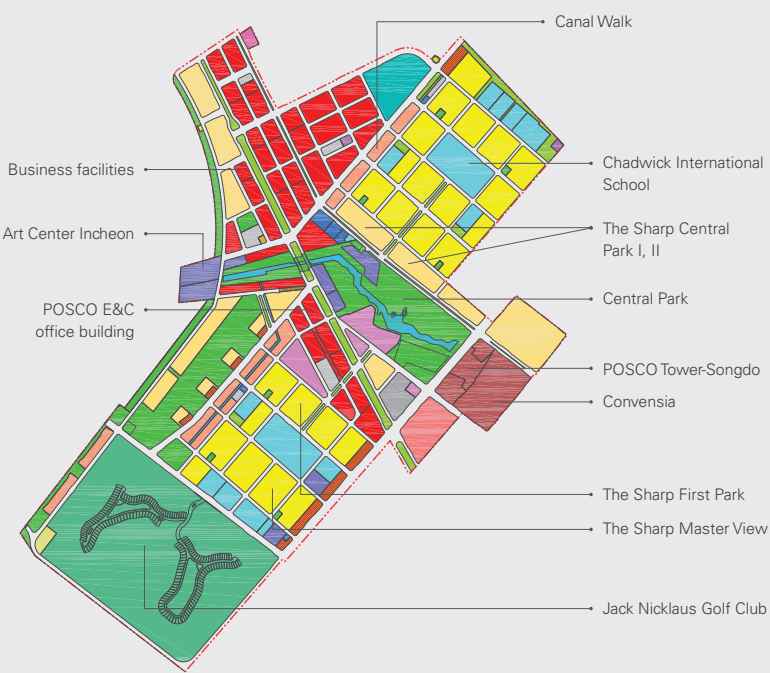 Canal Walk
Business facilities
Chadwick International
School
Art Center Incheon
The Sharp Central
Park I, II
Central Park
POSCO E&C
office building
POSCO Tower-Songdo
Convensia
The Sharp First Park
The Sharp Master View
Jack Nicklaus Golf Club